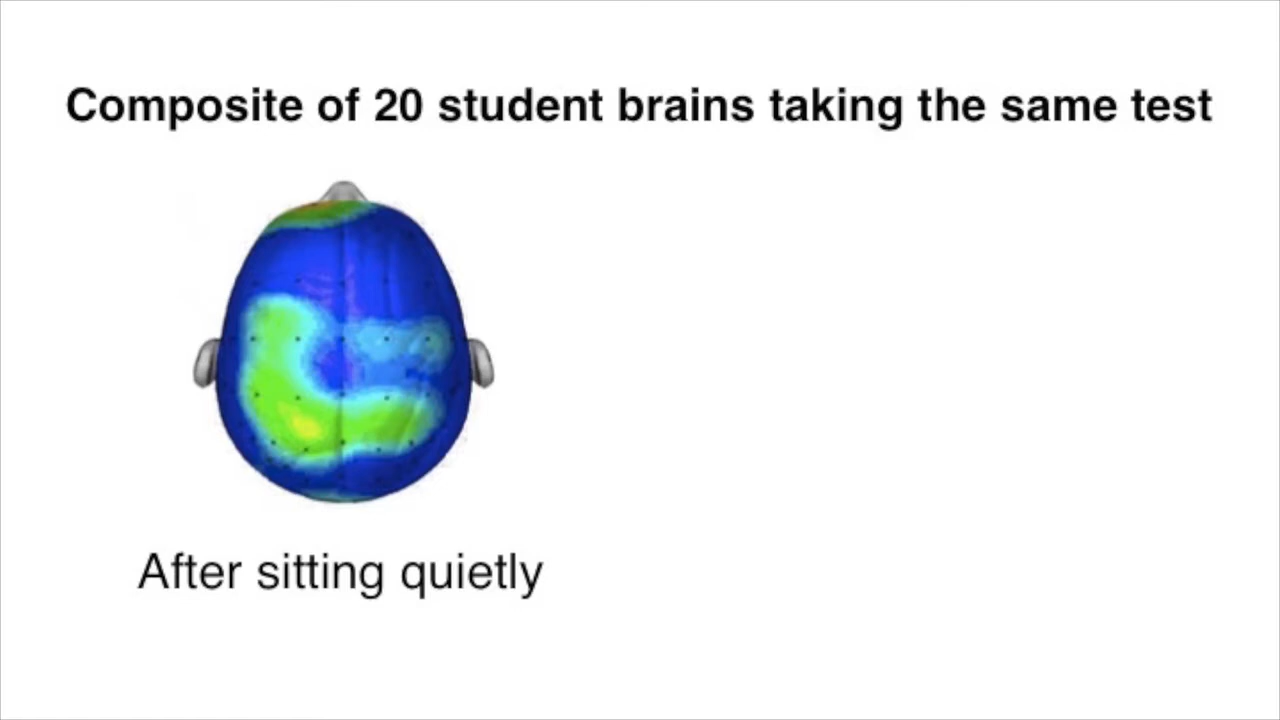 Composite of 20 student brains taking the same test
After sitting quietly